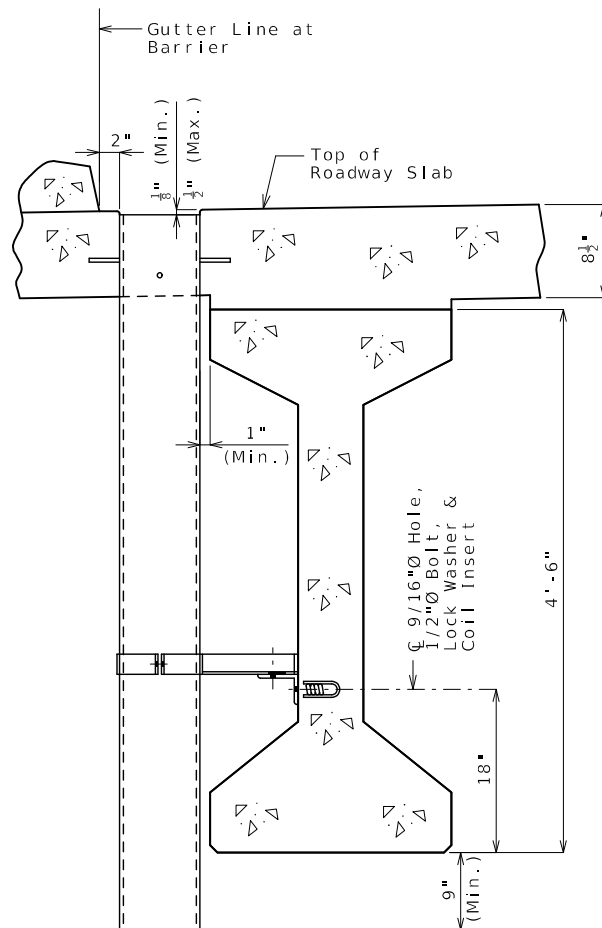 Gutter Line at
Barrier
2"
1/8" (Min.)
1/2" (Max.)
Top of
Roadway Slab
8 1/2"
1"
(Min.)
℄ 9/16"Ø Hole,
1/2"Ø Bolt,
Lock Washer &
Coil Insert
4'-6"
18"
9"
(Min.)